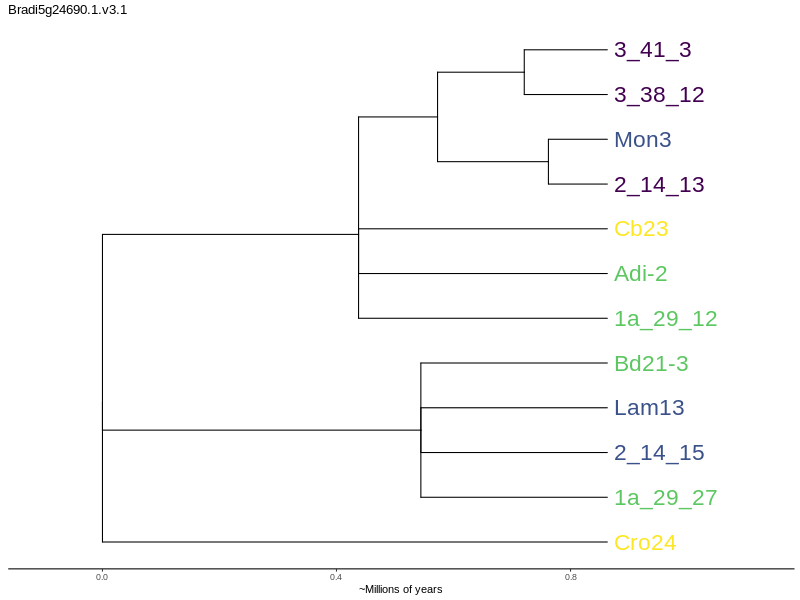 Bradi5g24690.1.v3.1
3_41_3
3_38_12
Mon3
2_14_13
Cb23
Adi-2
1a_29_12
Bd21-3
Lam13
2_14_15
1a_29_27
Cro24
0.0 0.4 0.8
~Millions of years